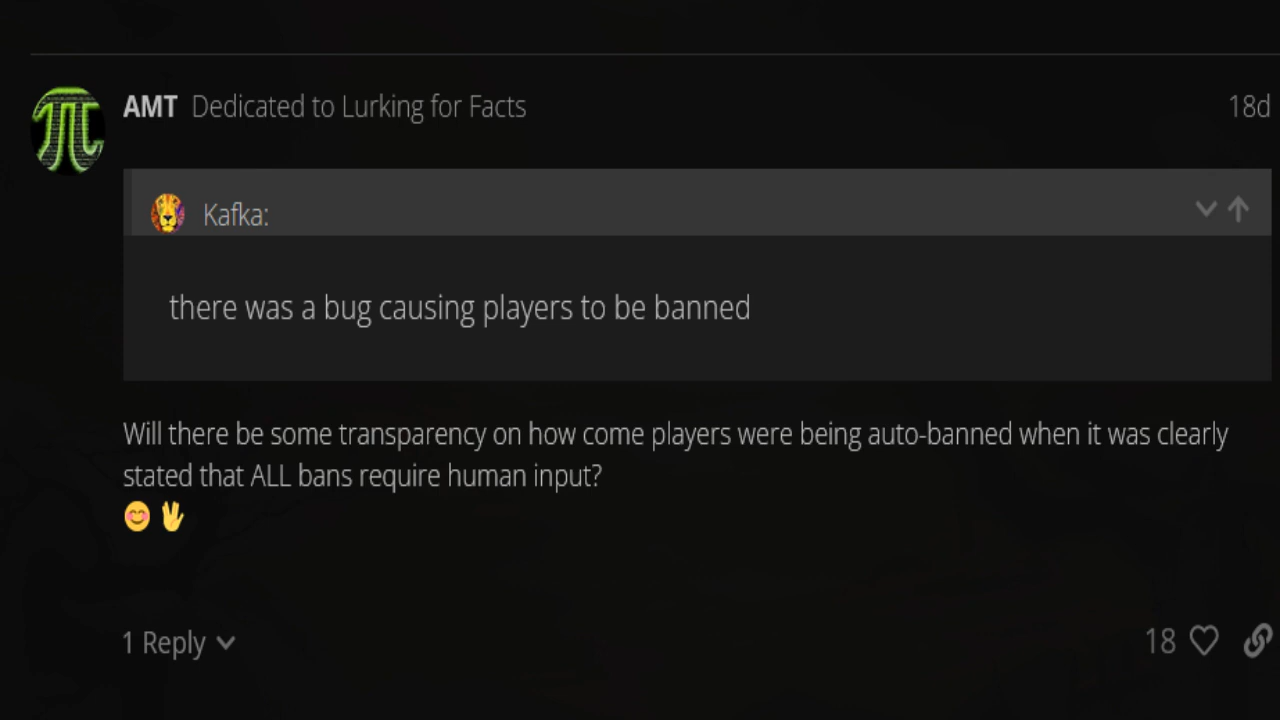 AMT Dedicated to Lurking for Facts 18d
Kafka:
there was a bug causing players to be banned
Will there be some transparency on how come players were being auto-banned when it was clearly
stated that ALL bans require human input?
😊 🖖
1 Reply 18